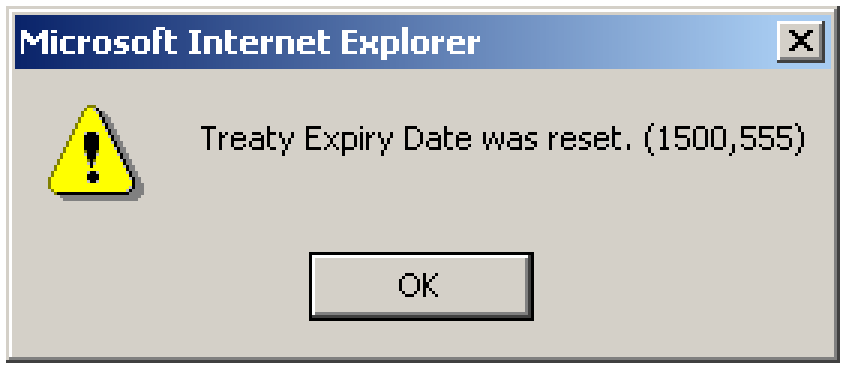 Microsoft Internet Explorer
Treaty Expiry Date was reset. (1500,555)
OK